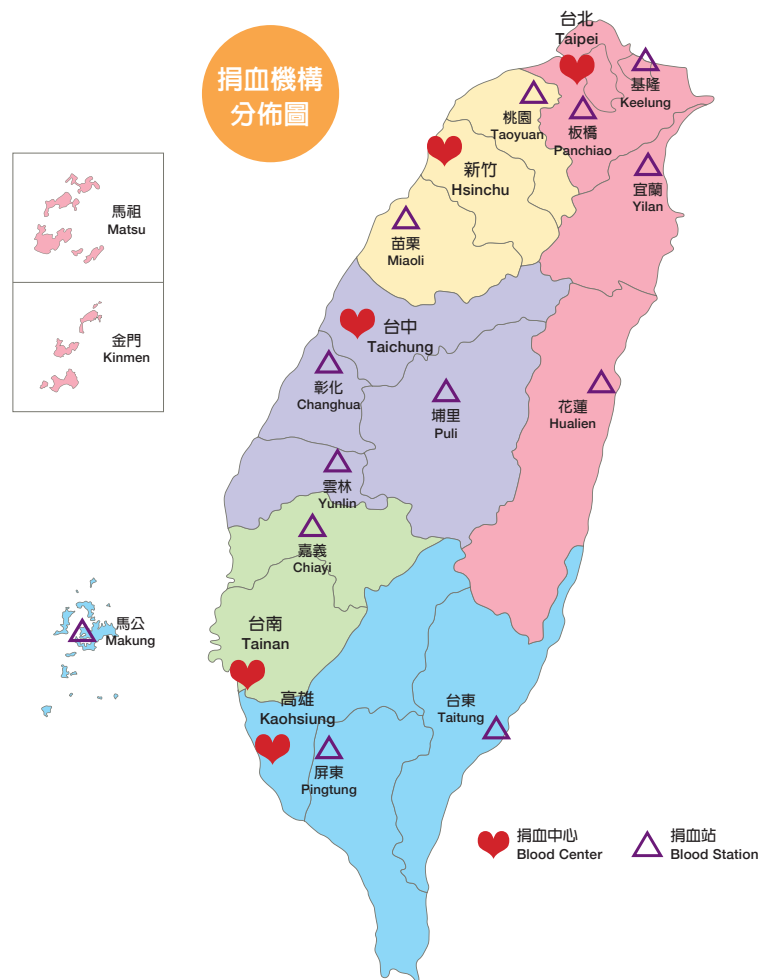 捐血機構
分佈圖
台北
Taipei
基隆
Keelung
桃園
Taoyuan
板橋
Panchiao
新竹
Hsinchu
宜蘭
Yilan
馬祖
Matsu
苗栗
Miaoli
金門
Kinmen
台中
Taichung
彰化
Changhua
埔里
Puli
花蓮
Hualien
雲林
Yunlin
嘉義
Chiayi
馬公
Makung
台南
Tainan
高雄
Kaohsiung
台東
Taitung
屏東
Pingtung
捐血中心
Blood Center
捐血站
Blood Station